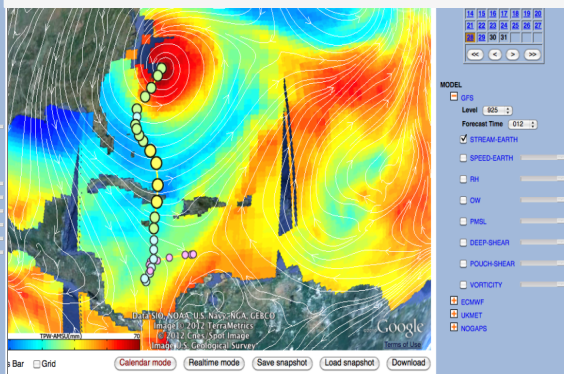 14 15 16 17 18 19 20
21 22 23 24 25 26 27
28 29 30 31
<< < > >>
MODEL
GFS
Level 925
Forecast Time 012
STREAM-EARTH
SPEED-EARTH
RH
OW
PMSL
DEEP-SHEAR
POUCH-SHEAR
VORTICITY
ECMWF
UKMET
NOGAPS
Data SIO, NOAA, U.S. Navy, NGA, GEBCO
Image © 2012 TerraMetrics
© 2012 Cnes/Spot Image
Image U.S. Geological Survey
Google
Terms of Use
TPW-AMSU(mm) 70
s Bar Grid Calendar mode Realtime mode Save snapshot Load snapshot Download